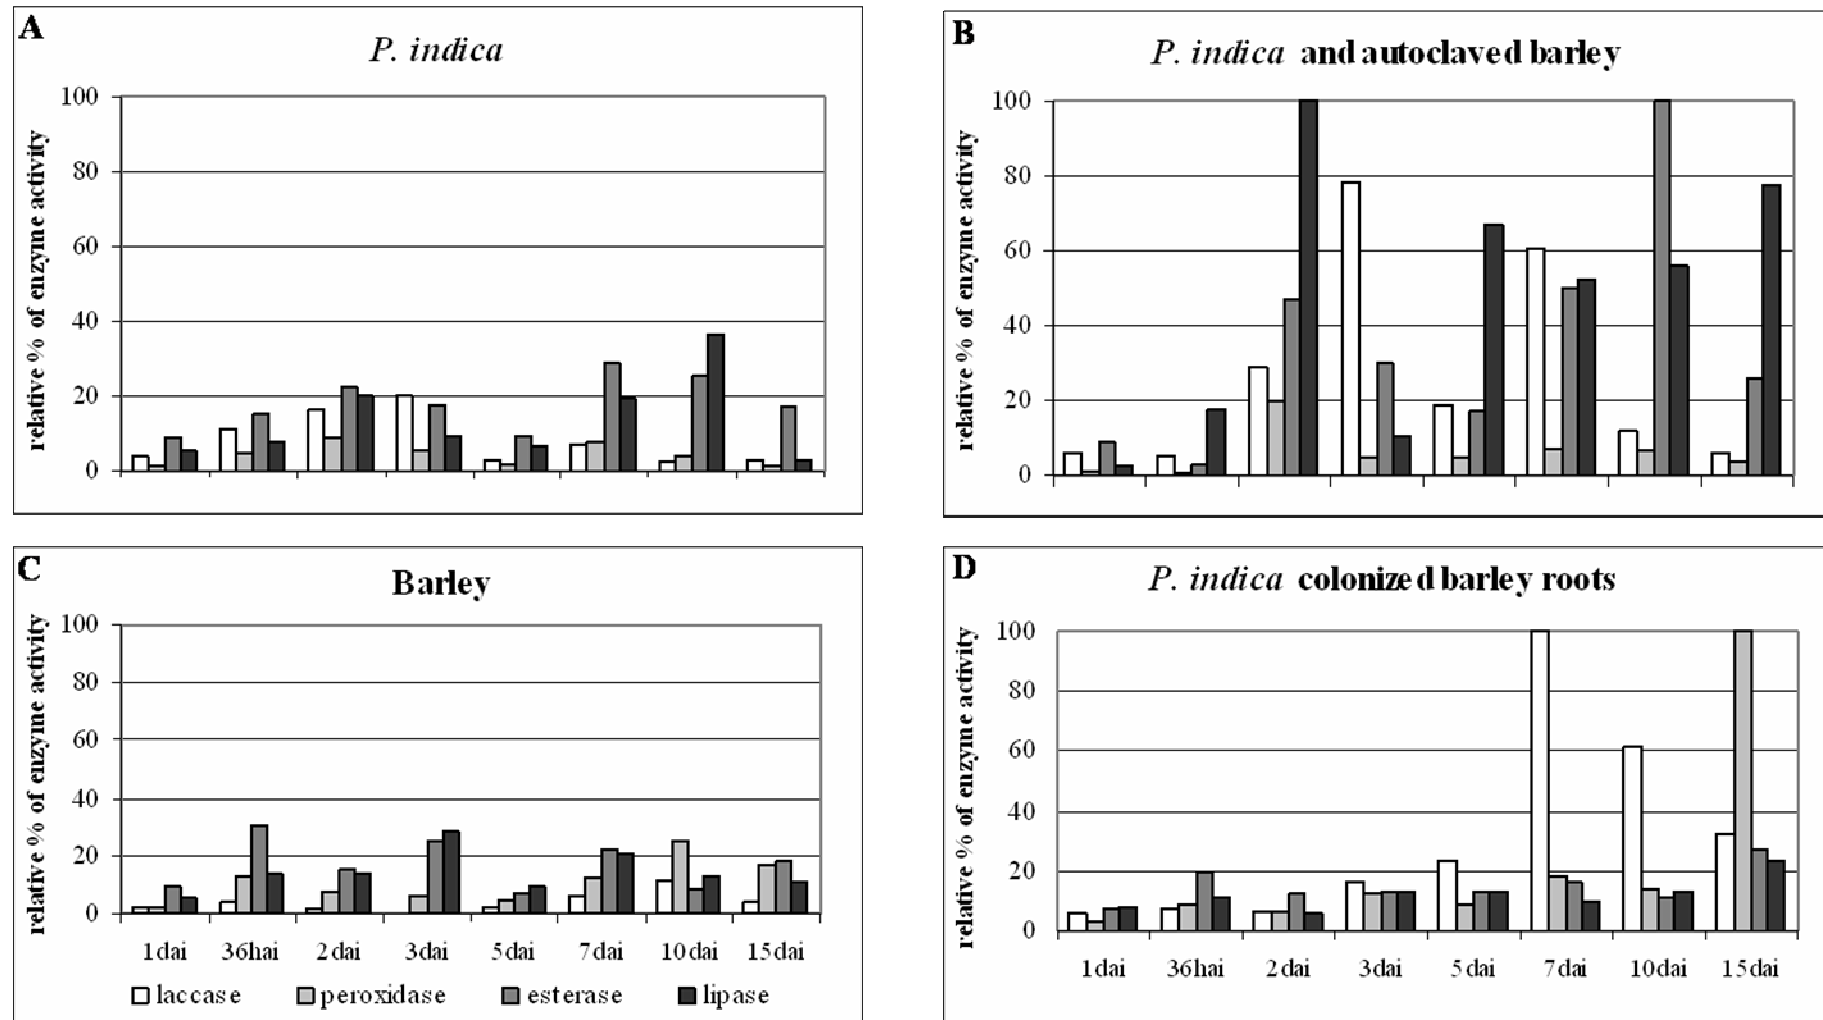 A
P. indica
relative % of enzyme activity
100
80
60
40
20
0
B
P. indica and autoclaved barley
relative % of enzyme activity
100
80
60
40
20
0
C
Barley
relative % of enzyme activity
100
80
60
40
20
0
1dai 36hai 2dai 3dai 5dai 7dai 10dai 15dai
laccase peroxidase esterase lipase
D
P. indica colonized barley roots
relative % of enzyme activity
100
80
60
40
20
0
1dai 36hai 2dai 3dai 5dai 7dai 10dai 15dai